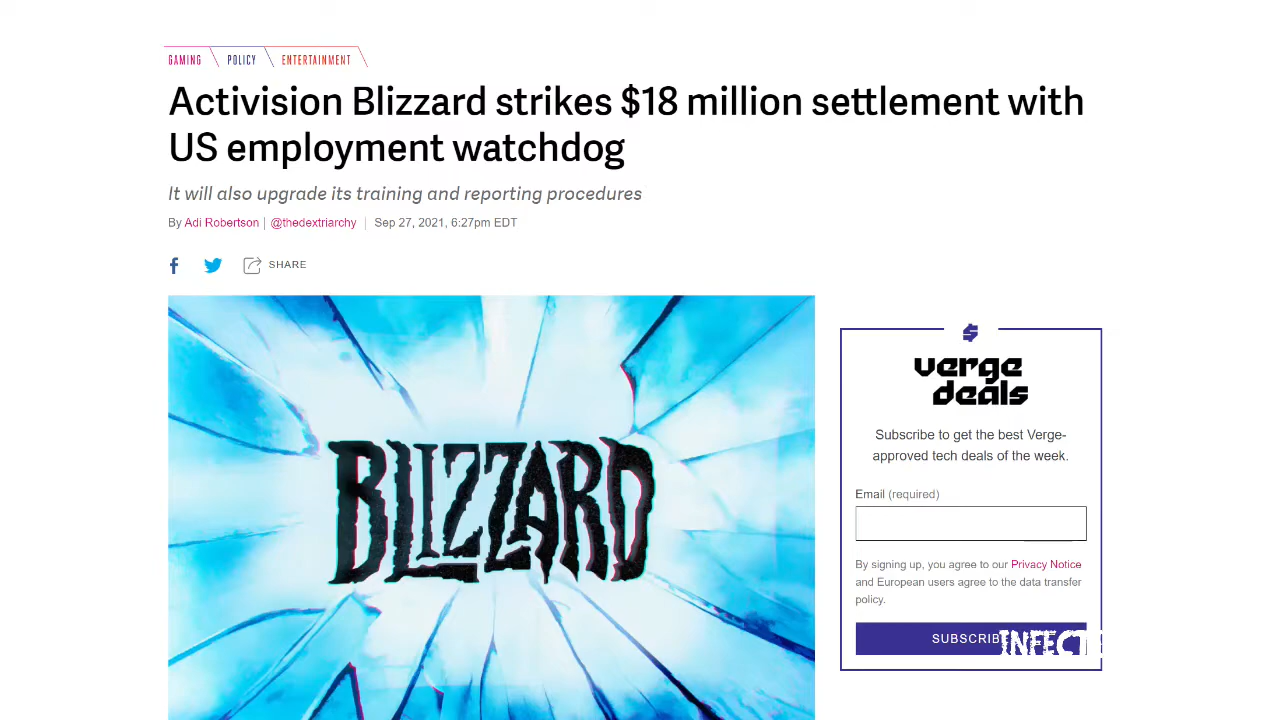 GAMING
POLICY
ENTERTAINMENT
Activision Blizzard strikes $18 million settlement with
US employment watchdog
It will also upgrade its training and reporting procedures
By Adi Robertson | @thedextriarchy | Sep 27, 2021, 6:27pm EDT
SHARE
BLIZZARD
$
verge
deals
Subscribe to get the best Verge-
approved tech deals of the week.
Email (required)
By signing up, you agree to our Privacy Notice
and European users agree to the data transfer
policy.